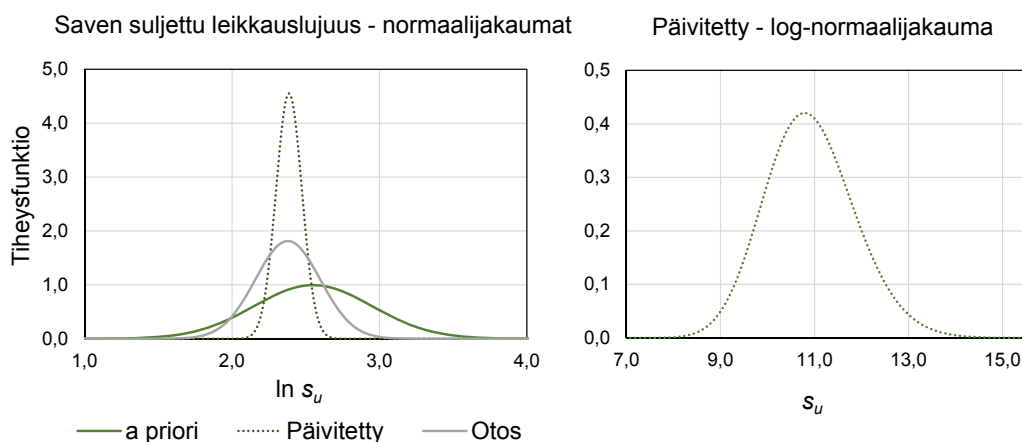 Saven suljettu leikkauslujuus - normaalijakaumat
Tiheysfunktio
5,0
4,0
3,0
2,0
1,0
0,0
1,0 2,0 3,0 4,0
ln su
a priori Päivitetty Otos
Päivitetty - log-normaalijakauma
0,5
0,4
0,3
0,2
0,1
0,0
7,0 9,0 11,0 13,0 15,0
su